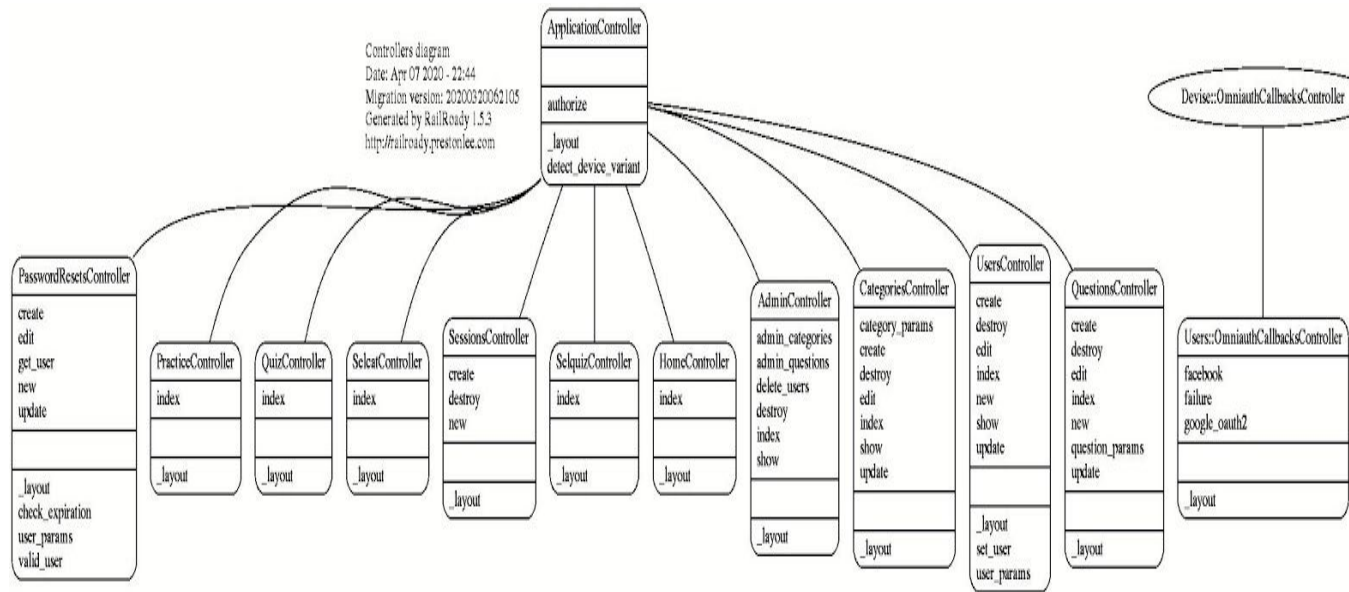 ApplicationController
authorize
_layout
detect_device_variant
Controllers diagram
Date: Apr 07 2020 - 22:44
Migration version: 20200320062105
Generated by RailRoady 1.5.3
http://railroady.prestonlee.com
Devise::OmniauthCallbacksController
PasswordResetsController
create
edit
get_user
new
update
_layout
check_expiration
user_params
valid_user
PracticeController
index
_layout
QuizController
index
_layout
SelcatController
index
_layout
SessionsController
create
destroy
new
_layout
SelquizController
index
_layout
HomeController
index
_layout
AdminController
admin_categories
admin_questions
delete_users
destroy
index
show
_layout
CategoriesController
category_params
create
destroy
edit
index
show
update
_layout
UsersController
create
destroy
edit
index
new
show
update
_layout
set_user
user_params
QuestionsController
create
destroy
edit
index
new
question_params
update
_layout
Users::OmniauthCallbacksController
facebook
failure
google_oauth2
_layout